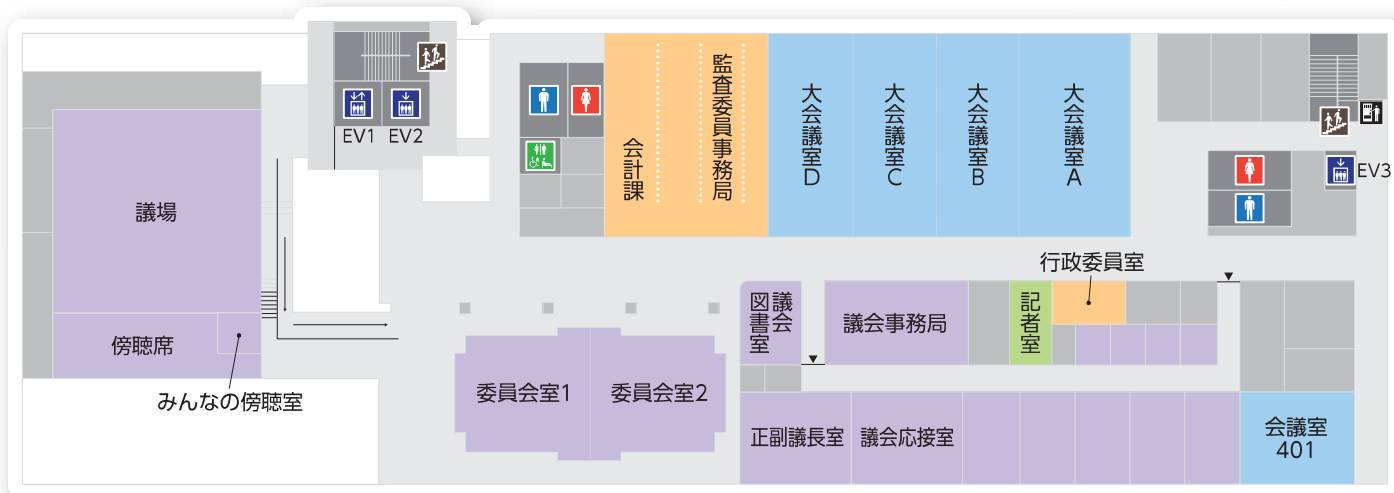 EV1
EV2
会計課
監査委員事務局
大会議室D
大会議室C
大会議室B
大会議室A
EV3
議場
傍聴席
みんなの傍聴室
行政委員室
議会
図書室
議会事務局
記者室
委員会室1
委員会室2
正副議長室
議会応接室
会議室
401